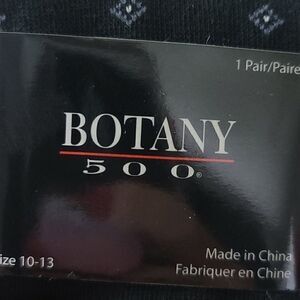 1 Pair/Paire
BOTANY
500®
ize 10-13
Made in China
Fabriquer en Chine